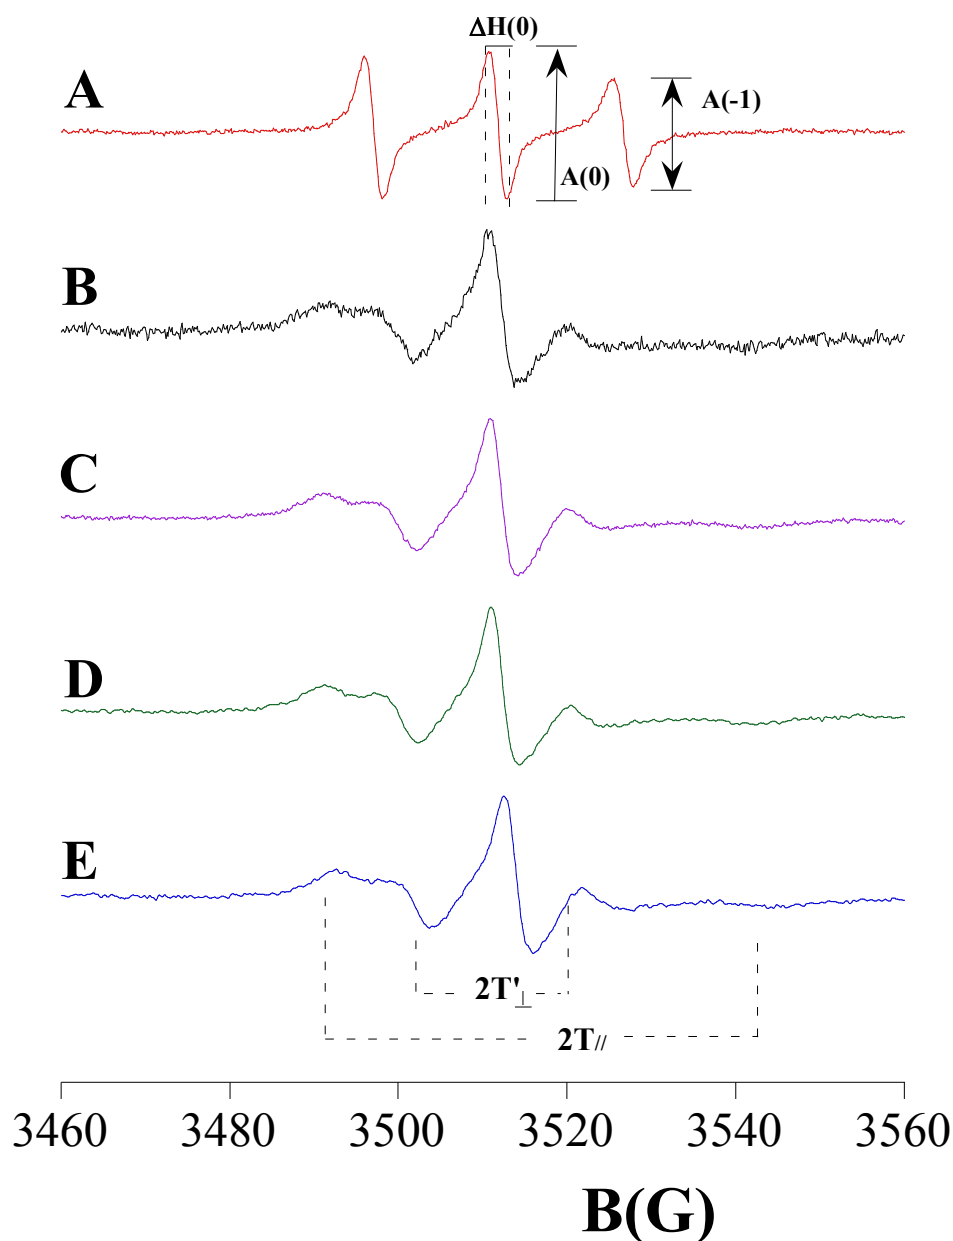 ΔH(0)
A
A(-1)
A(0)
B
C
D
E
2T'⊥
2T//
3460 3480 3500 3520 3540 3560
B(G)